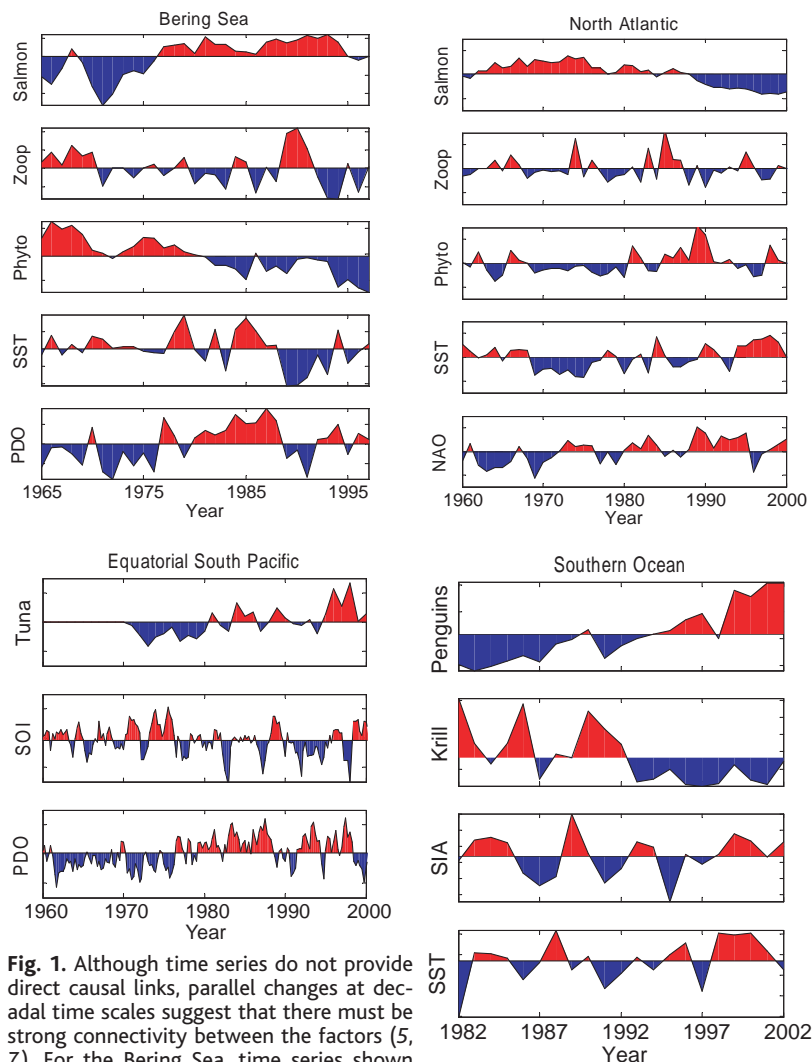 Bering Sea
Salmon
Zoop
Phyto
SST
PDO
1965 1975 1985 1995
Year
North Atlantic
Salmon
Zoop
Phyto
SST
NAO
1960 1970 1980 1990 2000
Year
Equatorial South Pacific
Tuna
SOI
PDO
1960 1970 1980 1990 2000
Year
Southern Ocean
Penguins
Krill
SIA
SST
1982 1987 1992 1997 2002
Year
Fig. 1. Although time series do not provide
direct causal links, parallel changes at dec-
adal time scales suggest that there must be
strong connectivity between the factors (5,
7). For the Bering Sea, time series shown